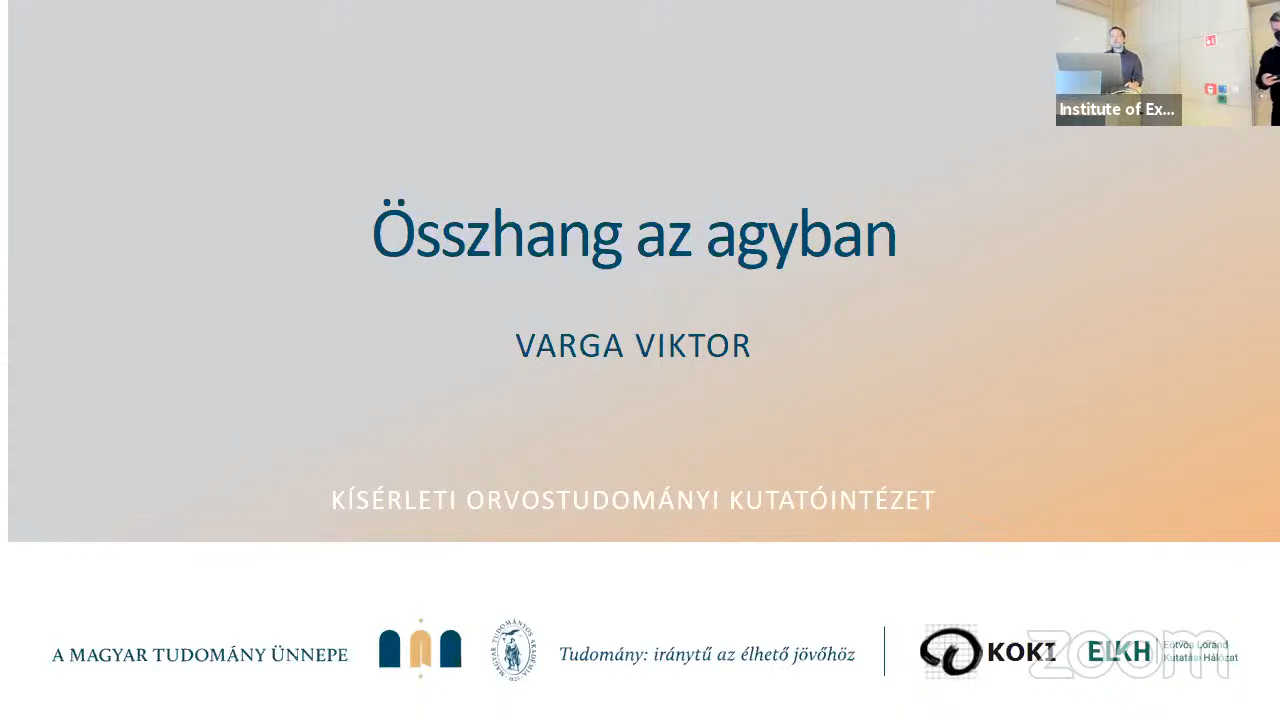 Institute of Ex...
Összhang az agyban
VARGA VIKTOR
KÍSÉRLETI ORVOSTUDOMÁNYI KUTATÓINTÉZET
A MAGYAR TUDOMÁNY ÜNNEPE
Tudomány: iránytű az élhető jövőhöz
KOKI
ELKH
Eötvös Loránd
Kutatási Hálózat
zoom